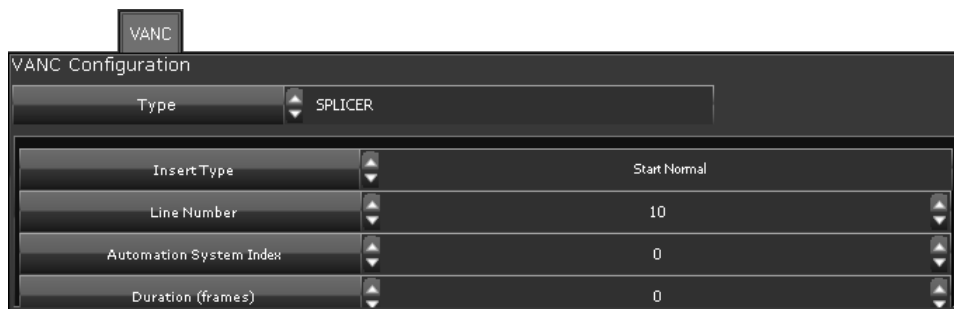 VANC
VANC Configuration
Type SPLICER
Insert Type Start Normal
Line Number 10
Automation System Index 0
Duration (frames) 0